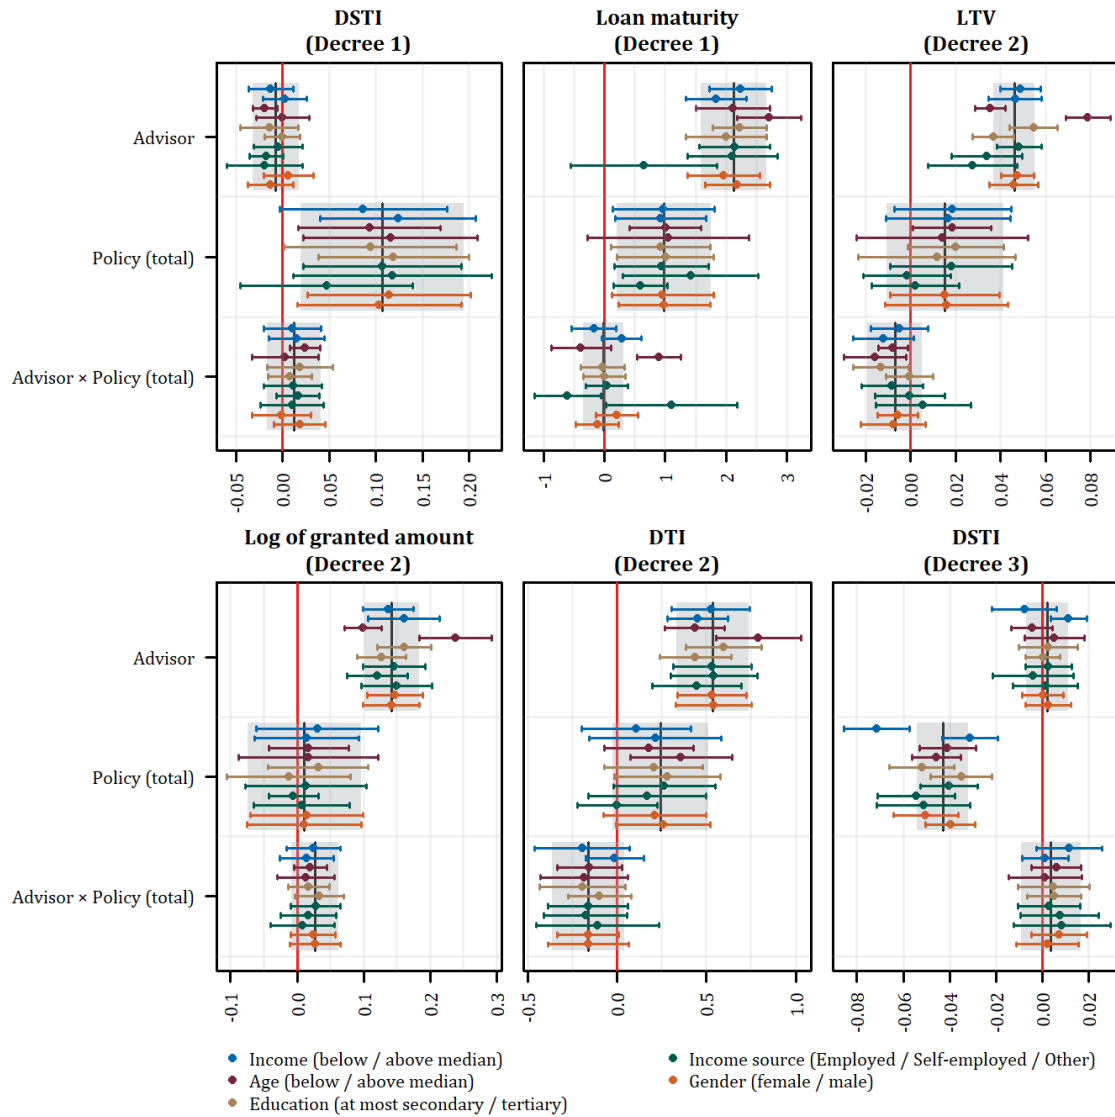 DSTI
(Decree 1)
Loan maturity
(Decree 1)
LTV
(Decree 2)
Advisor
Policy (total)
Advisor × Policy (total)
-0.05
0.00
0.05
0.10
0.15
0.20
-1
0
1
2
3
-0.02
0.00
0.02
0.04
0.06
0.08
Log of granted amount
(Decree 2)
DTI
(Decree 2)
DSTI
(Decree 3)
Advisor
Policy (total)
Advisor × Policy (total)
-0.1
0.0
0.1
0.2
0.3
-0.5
0.0
0.5
1.0
-0.08
-0.06
-0.04
-0.02
0.00
0.02
Income (below / above median)
Age (below / above median)
Education (at most secondary / tertiary)
Income source (Employed / Self-employed / Other)
Gender (female / male)